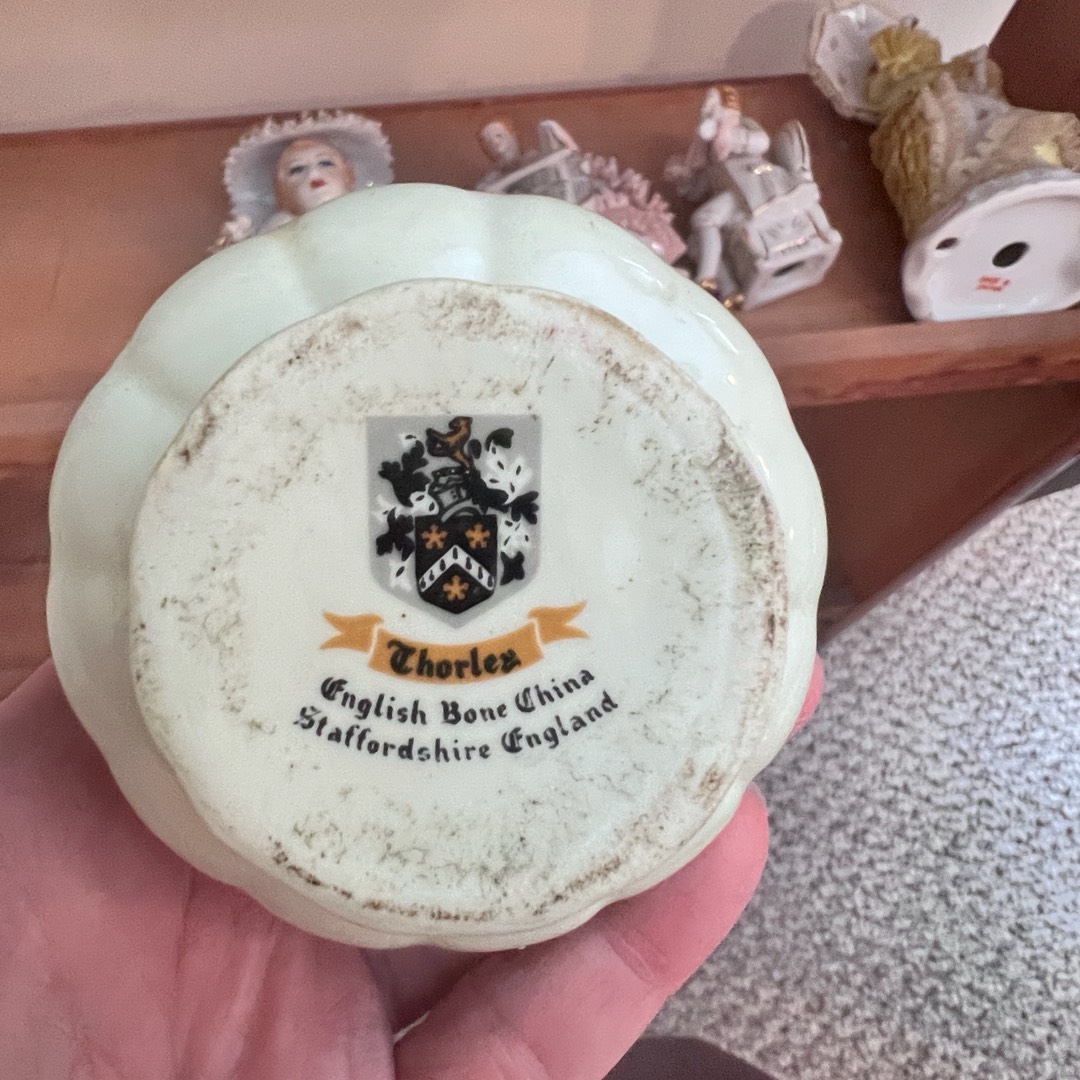 Thorley
English Bone China
Staffordshire England